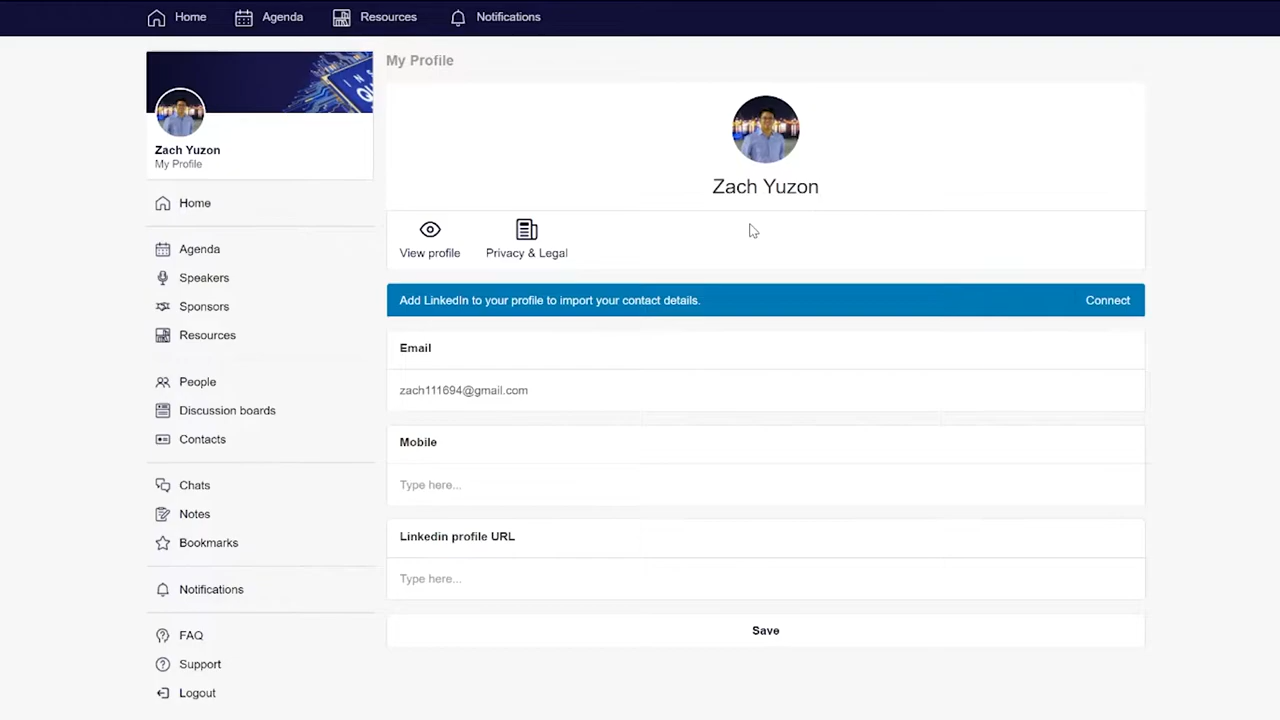 Home
Agenda
Resources
Notifications
Zach Yuzon
My Profile
Home
Agenda
Speakers
Sponsors
Resources
People
Discussion boards
Contacts
Chats
Notes
Bookmarks
Notifications
FAQ
Support
Logout
My Profile
Zach Yuzon
View profile
Privacy & Legal
Add LinkedIn to your profile to import your contact details.
Connect
Email
zach111694@gmail.com
Mobile
Type here...
Linkedin profile URL
Type here...
Save